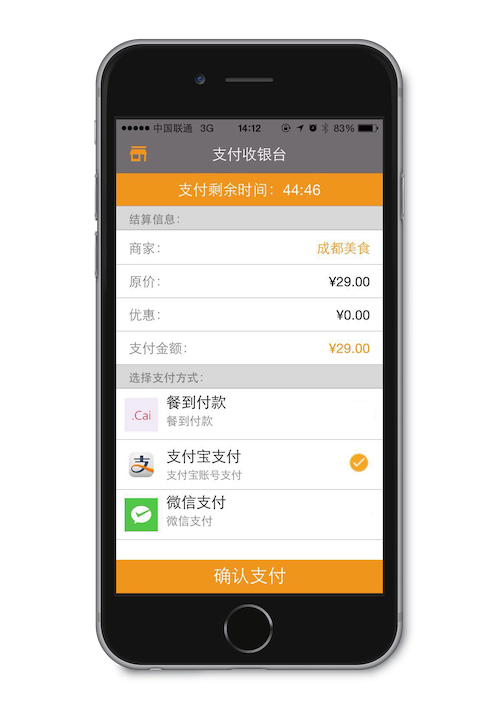 中国联通 3G 14:12 83%
支付收银台
支付剩余时间：44:46
结算信息：
商家： 成都美食
原价： ¥29.00
优惠： ¥0.00
支付金额： ¥29.00
选择支付方式：
.Cai 餐到付款
餐到付款
支 支付宝支付
支付宝账号支付
微信支付
微信支付
确认支付